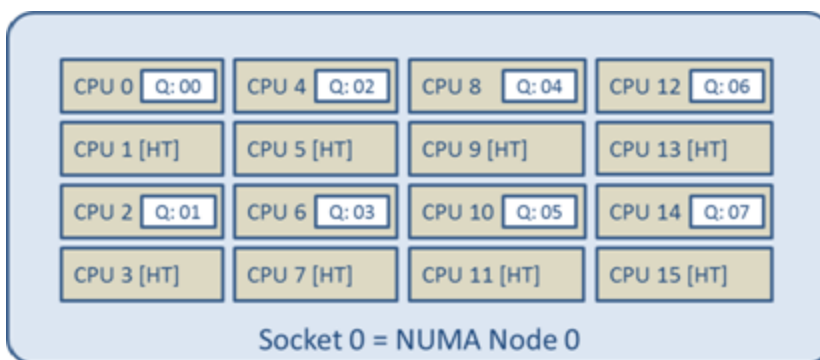 CPU 0 Q: 00 CPU 4 Q: 02 CPU 8 Q: 04 CPU 12 Q: 06
CPU 1 [HT] CPU 5 [HT] CPU 9 [HT] CPU 13 [HT]
CPU 2 Q: 01 CPU 6 Q: 03 CPU 10 Q: 05 CPU 14 Q: 07
CPU 3 [HT] CPU 7 [HT] CPU 11 [HT] CPU 15 [HT]
Socket 0 = NUMA Node 0